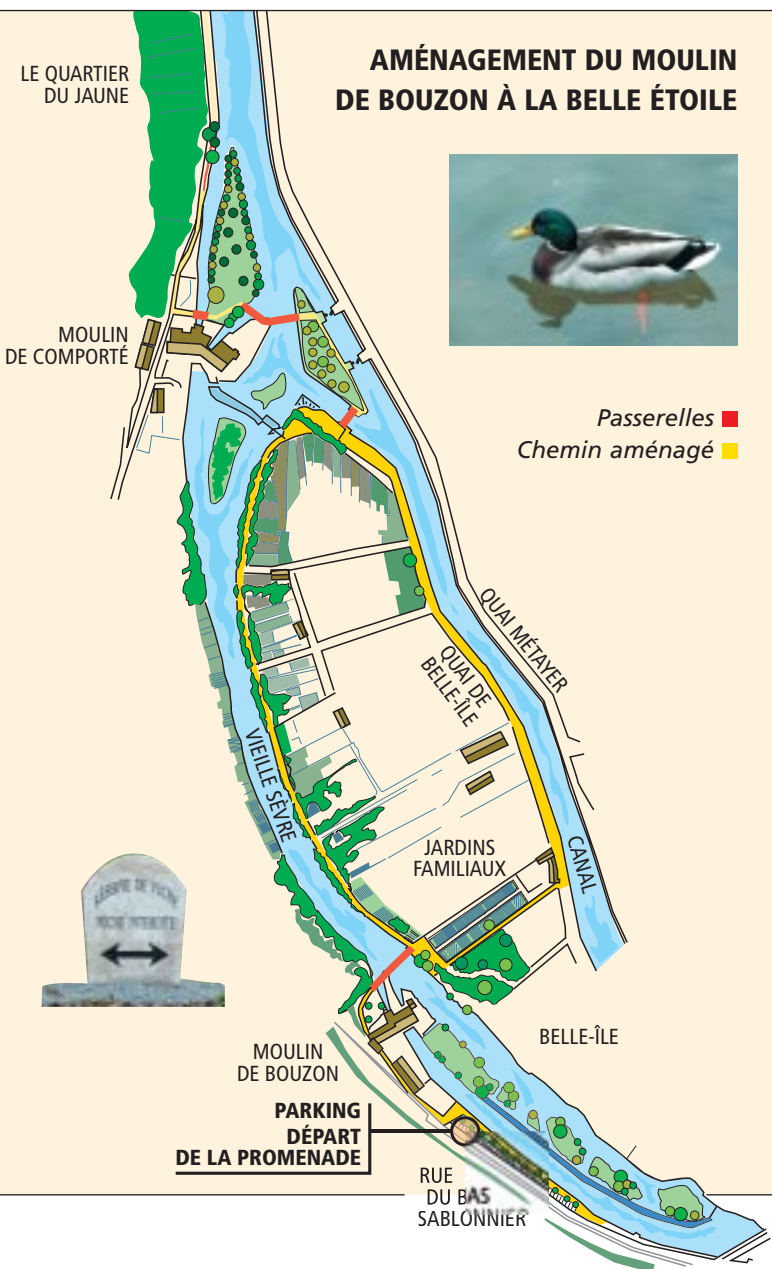 AMÉNAGEMENT DU MOULIN
DE BOUZON À LA BELLE ÉTOILE
LE QUARTIER
DU JAUNE
MOULIN
DE COMPORTÉ
Passerelles
Chemin aménagé
QUAI MÉTAYER
QUAI DE
BELLE-ÎLE
VIEILLE SÈVRE
JARDINS
FAMILIAUX
CANAL
BELLE-ÎLE
MOULIN
DE BOUZON
PARKING
DÉPART
DE LA PROMENADE
RUE
DU BAS
SABLONNIER